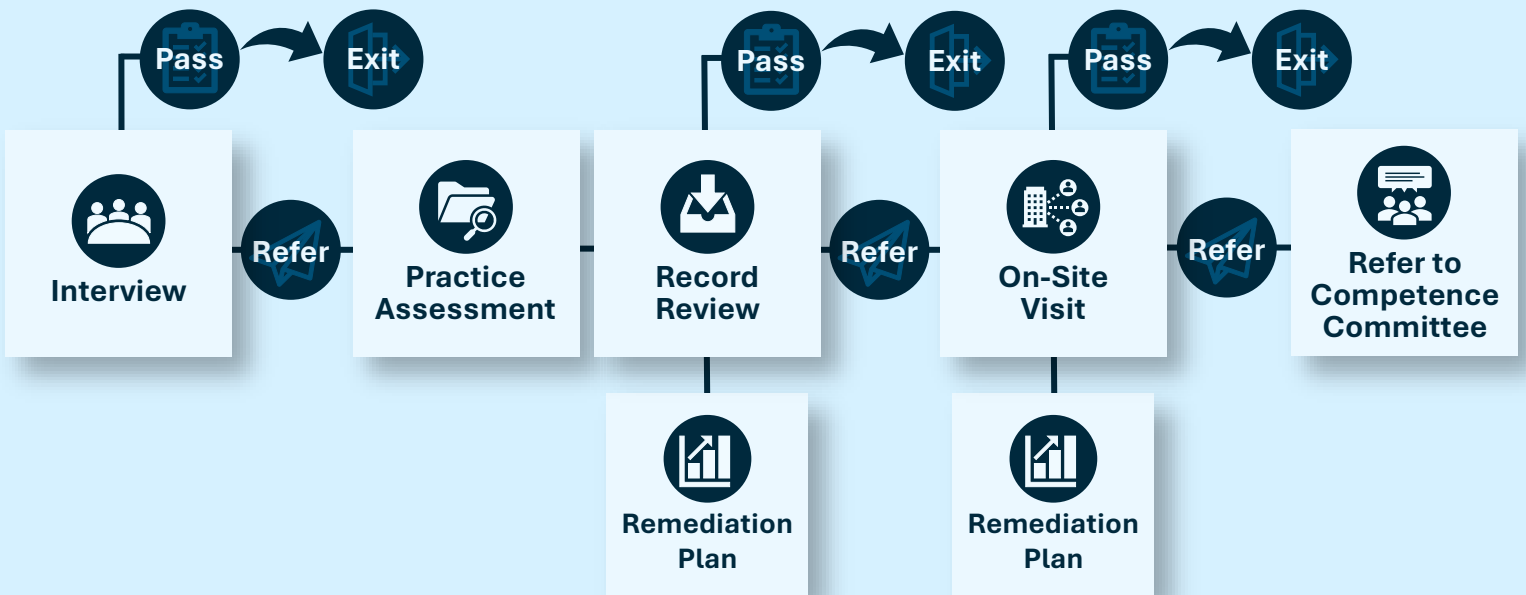 Pass
Exit
Pass
Exit
Pass
Exit
Interview
Refer
Practice
Assessment
Record
Review
Refer
On-Site
Visit
Refer
Refer to
Competence
Committee
Remediation
Plan
Remediation
Plan